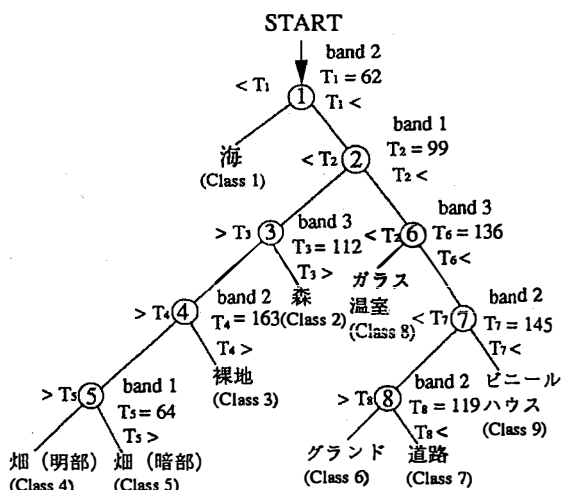 START
band 2
< T1
T1 = 62
1
T1 <
海
(Class 1)
band 1
< T2
2
T2 = 99
T2 <
band 3
> T3
3
T3 = 112
T3 >
森
(Class 2)
band 3
< T2
6
T6 = 136
T6 <
ガラス
温室
(Class 8)
band 2
> T4
4
T4 = 163
T4 >
裸地
(Class 3)
band 2
< T7
7
T7 = 145
T7 <
ビニール
ハウス
(Class 9)
band 1
> T5
5
T5 = 64
T5 >
畑（明部）
(Class 4)
畑（暗部）
(Class 5)
band 2
> T8
8
T8 = 119
T8 <
グランド
(Class 6)
道路
(Class 7)